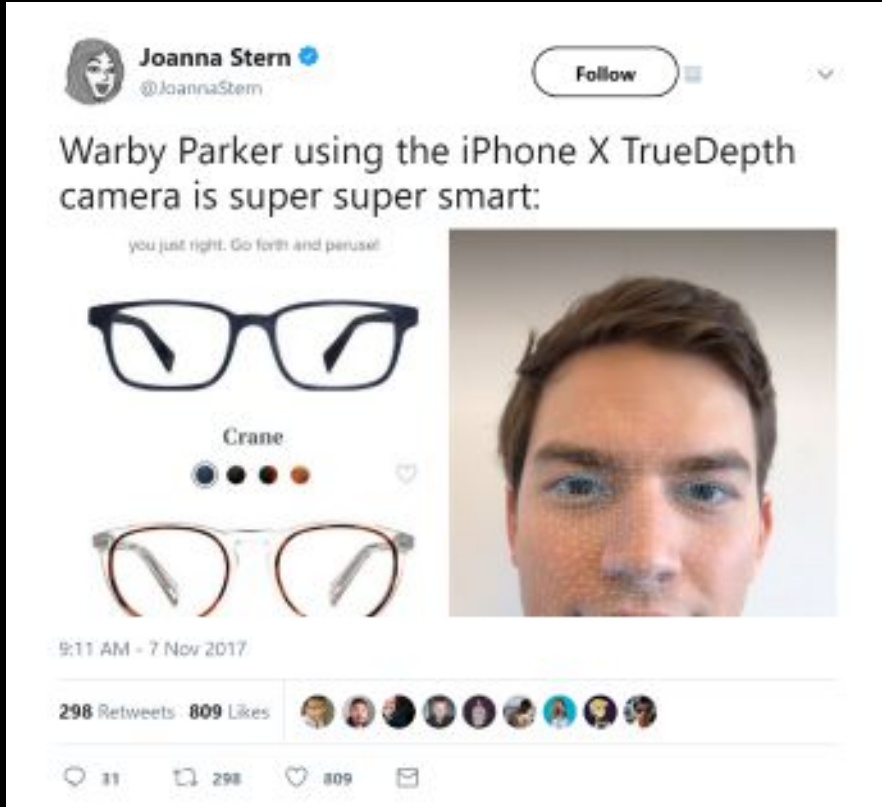 Joanna Stern
@JoannaStern
Follow
Warby Parker using the iPhone X TrueDepth
camera is super super smart:
you just right. Go forth and peruse!
Crane
9:11 AM - 7 Nov 2017
298 Retweets 809 Likes
31 298 809